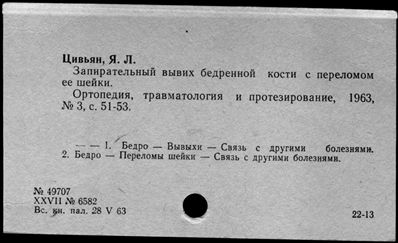 Цивьян, Я. Л.
Запирательный вывих бедренной кости с переломом
ее шейки.
Ортопедия, травматология и протезирование, 1963,
№ 3, с. 51-53.
— — 1. Бедро — Вывыхи — Связь с другими болезнями.
2. Бедро — Переломы шейки — Связь с другими болезнями.
№ 49707
XXVII № 6582
Вс. кн. пал. 28 V 63
22-13